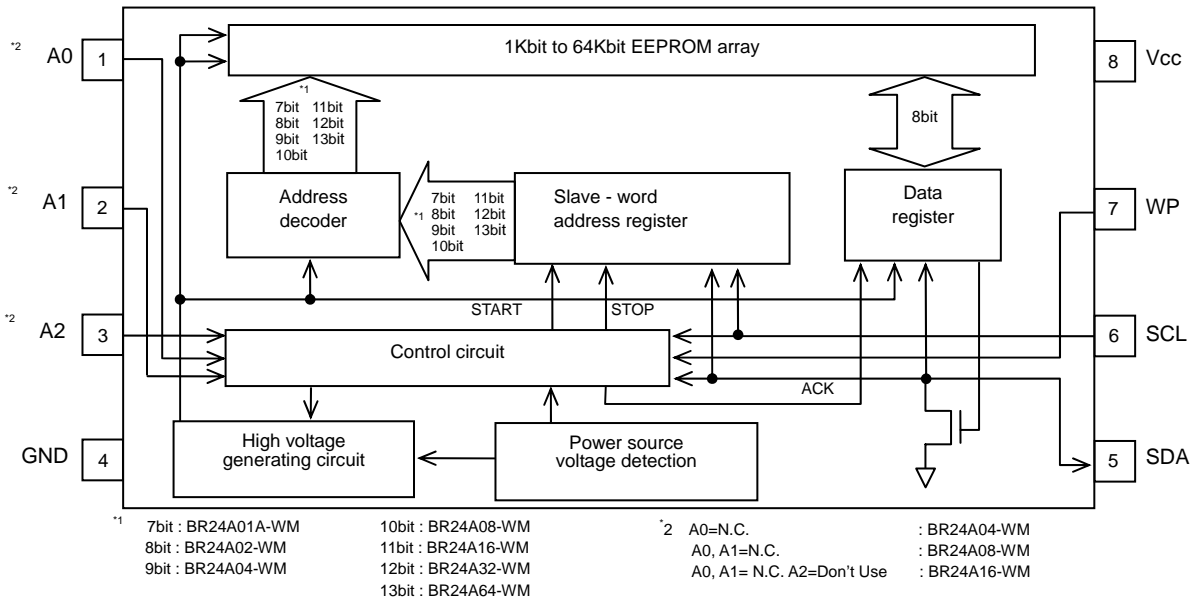 1Kbit to 64Kbit EEPROM array
*2 A0 1
8 Vcc
*1
7bit 11bit
8bit 12bit
9bit 13bit
10bit
8bit
*2 A1 2
Address
decoder
*1
7bit 11bit
8bit 12bit
9bit 13bit
10bit
Slave - word
address register
Data
register
7 WP
START
STOP
*2 A2 3
Control circuit
6 SCL
ACK
GND 4
High voltage
generating circuit
Power source
voltage detection
5 SDA
*1 7bit : BR24A01A-WM
8bit : BR24A02-WM
9bit : BR24A04-WM
10bit : BR24A08-WM
11bit : BR24A16-WM
12bit : BR24A32-WM
13bit : BR24A64-WM
*2 A0=N.C. : BR24A04-WM
A0, A1=N.C. : BR24A08-WM
A0, A1= N.C. A2=Don't Use : BR24A16-WM